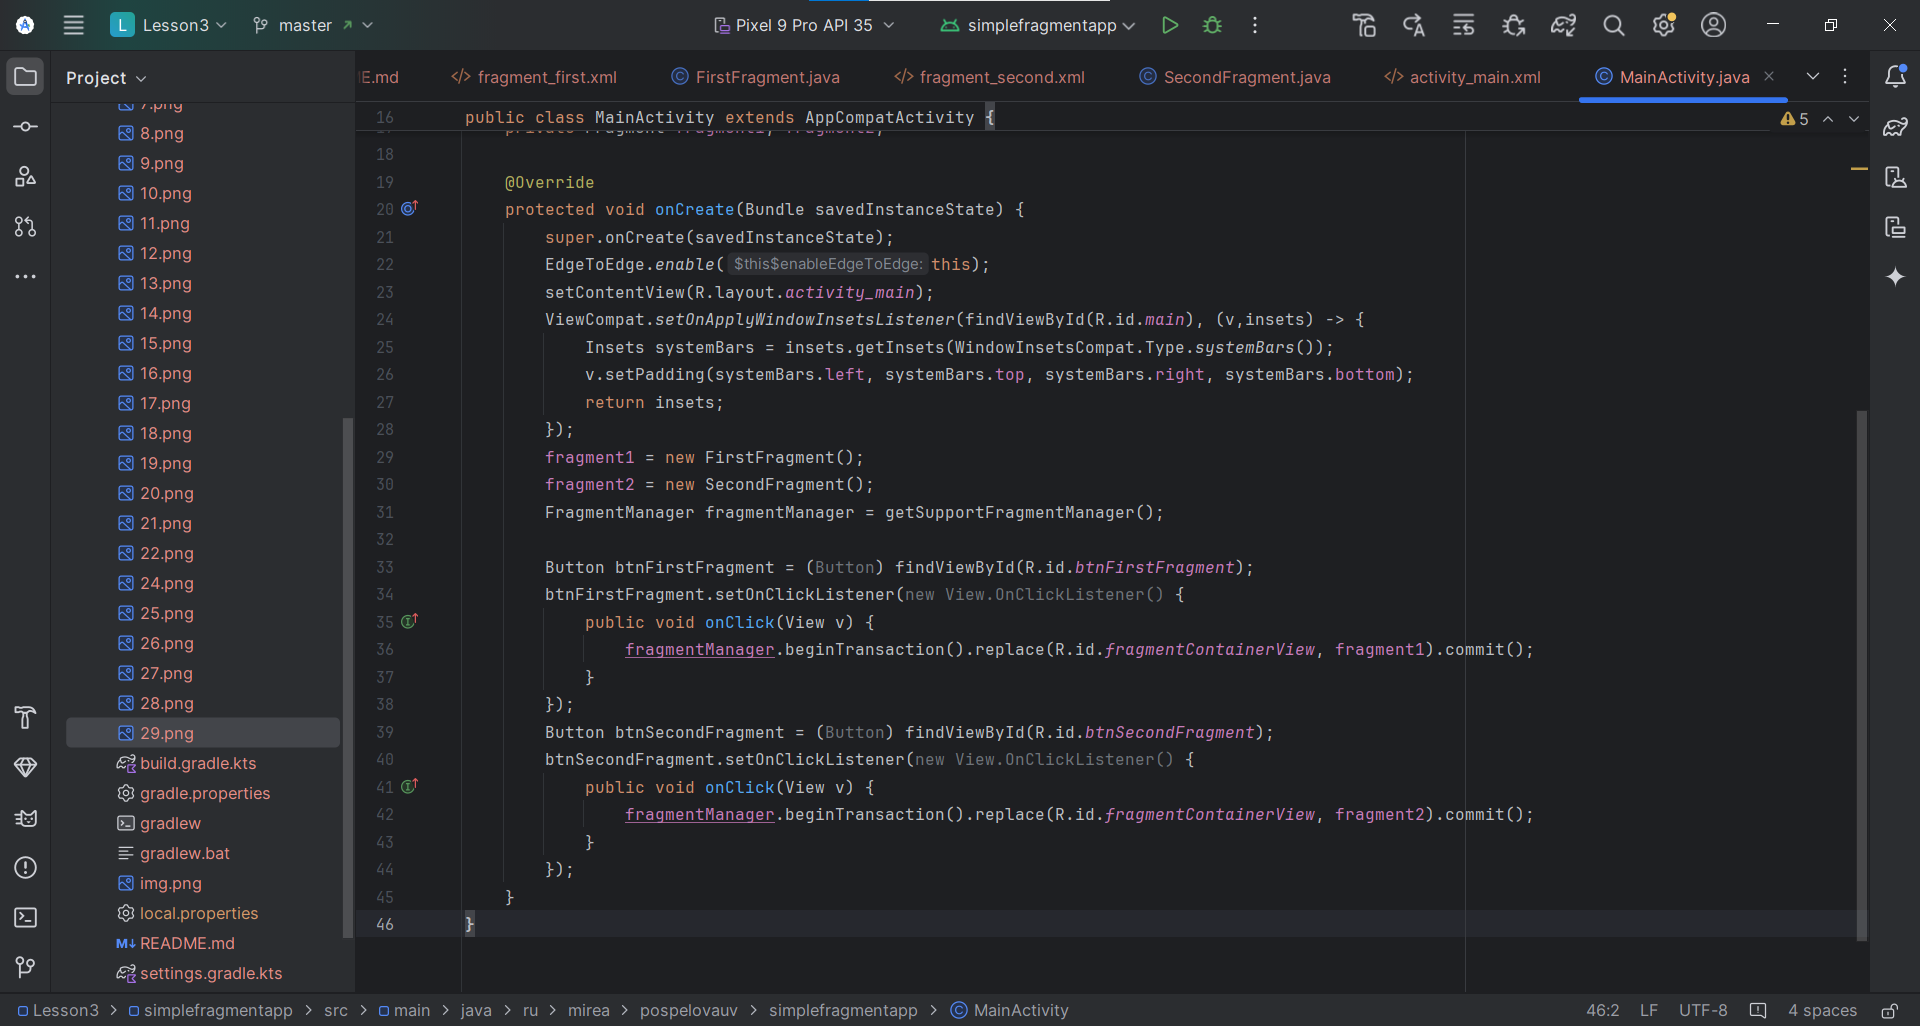 L Lesson3 master Pixel 9 Pro API 35 simplefragmentapp
Project
E.md fragment_first.xml FirstFragment.java fragment_second.xml SecondFragment.java activity_main.xml MainActivity.java
7.png
8.png
9.png
10.png
11.png
12.png
13.png
14.png
15.png
16.png
17.png
18.png
19.png
20.png
21.png
22.png
24.png
25.png
26.png
27.png
28.png
29.png
build.gradle.kts
gradle.properties
gradlew
gradlew.bat
img.png
local.properties
README.md
settings.gradle.kts
16 public class MainActivity extends AppCompatActivity {
5
private Fragment fragment1, fragment2;
18
19 @Override
20 protected void onCreate(Bundle savedInstanceState) {
21 super.onCreate(savedInstanceState);
22 EdgeToEdge.enable( $this$enableEdgeToEdge: this);
23 setContentView(R.layout.activity_main);
24 ViewCompat.setOnApplyWindowInsetsListener(findViewById(R.id.main), (v,insets) -> {
25 Insets systemBars = insets.getInsets(WindowInsetsCompat.Type.systemBars());
26 v.setPadding(systemBars.left, systemBars.top, systemBars.right, systemBars.bottom);
27 return insets;
28 });
29 fragment1 = new FirstFragment();
30 fragment2 = new SecondFragment();
31 FragmentManager fragmentManager = getSupportFragmentManager();
32
33 Button btnFirstFragment = (Button) findViewById(R.id.btnFirstFragment);
34 btnFirstFragment.setOnClickListener(new View.OnClickListener() {
35 public void onClick(View v) {
36 fragmentManager.beginTransaction().replace(R.id.fragmentContainerView, fragment1).commit();
37 }
38 });
39 Button btnSecondFragment = (Button) findViewById(R.id.btnSecondFragment);
40 btnSecondFragment.setOnClickListener(new View.OnClickListener() {
41 public void onClick(View v) {
42 fragmentManager.beginTransaction().replace(R.id.fragmentContainerView, fragment2).commit();
43 }
44 });
45 }
46 }
Lesson3 > simplefragmentapp > src > main > java > ru > mirea > pospelovauv > simplefragmentapp > MainActivity
46:2 LF UTF-8 4 spaces